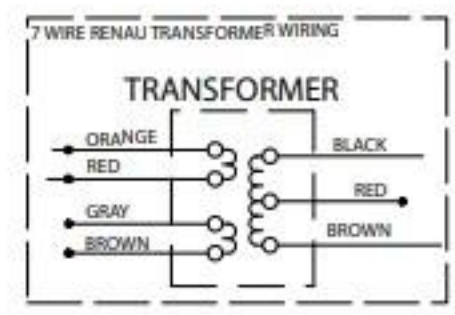 7 WIRE RENAU TRANSFORMER WIRING
TRANSFORMER
ORANGE
RED
GRAY
BROWN
BLACK
RED
BROWN